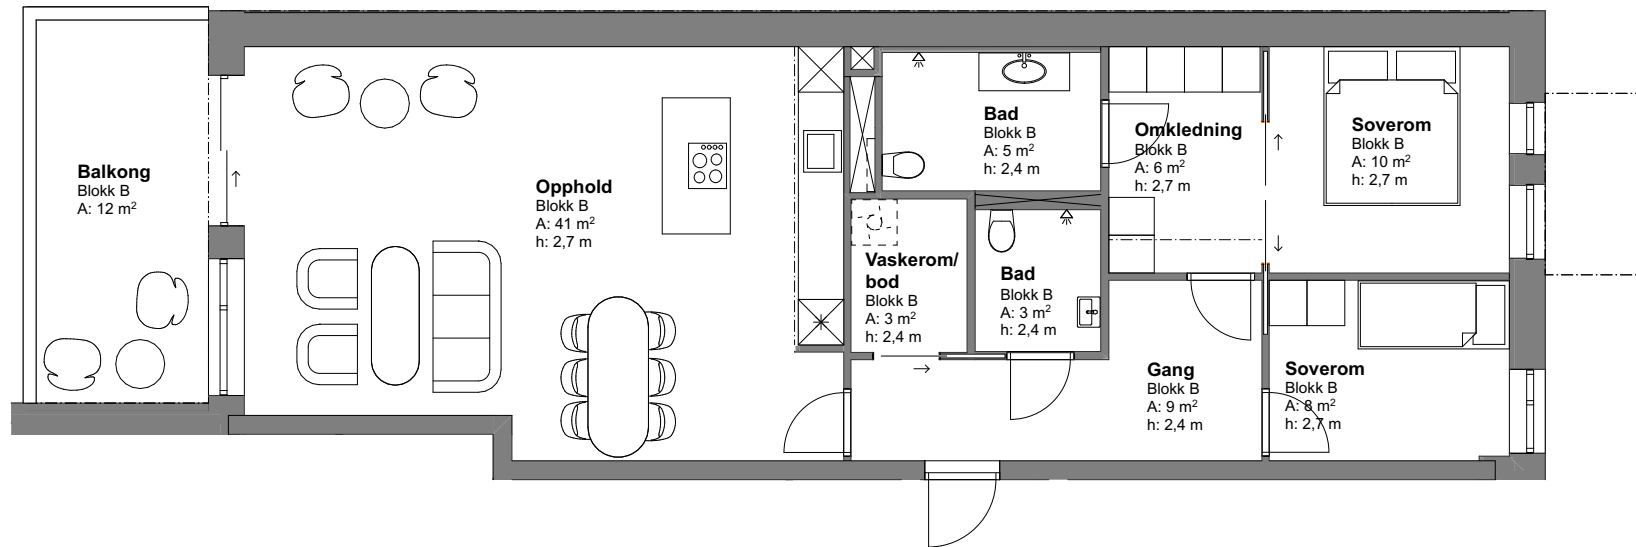 Balkong
Blokk B
A: 12 m²
Opphold
Blokk B
A: 41 m²
h: 2,7 m
Bad
Blokk B
A: 5 m²
h: 2,4 m
Omkledning
Blokk B
A: 6 m²
h: 2,7 m
Soverom
Blokk B
A: 10 m²
h: 2,7 m
Vaskerom/
bod
Blokk B
A: 3 m²
h: 2,4 m
Bad
Blokk B
A: 3 m²
h: 2,4 m
Gang
Blokk B
A: 9 m²
h: 2,4 m
Soverom
Blokk B
A: 8 m²
h: 2,7 m